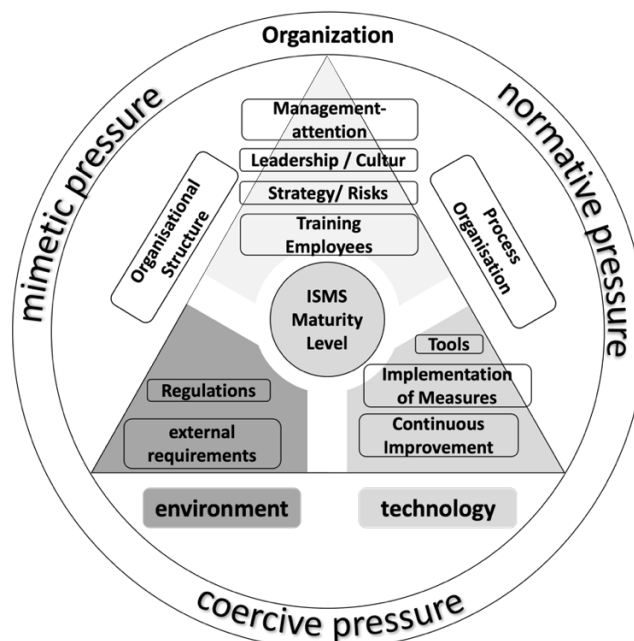 Organization
mimetic pressure
normative pressure
Management-
attention
Leadership / Cultur
Strategy/ Risks
Training
Employees
Organisational
Structure
Process
Organisation
ISMS
Maturity
Level
Tools
Regulations
Implementation
of Measures
external
requirements
Continuous
Improvement
environment
technology
coercive pressure